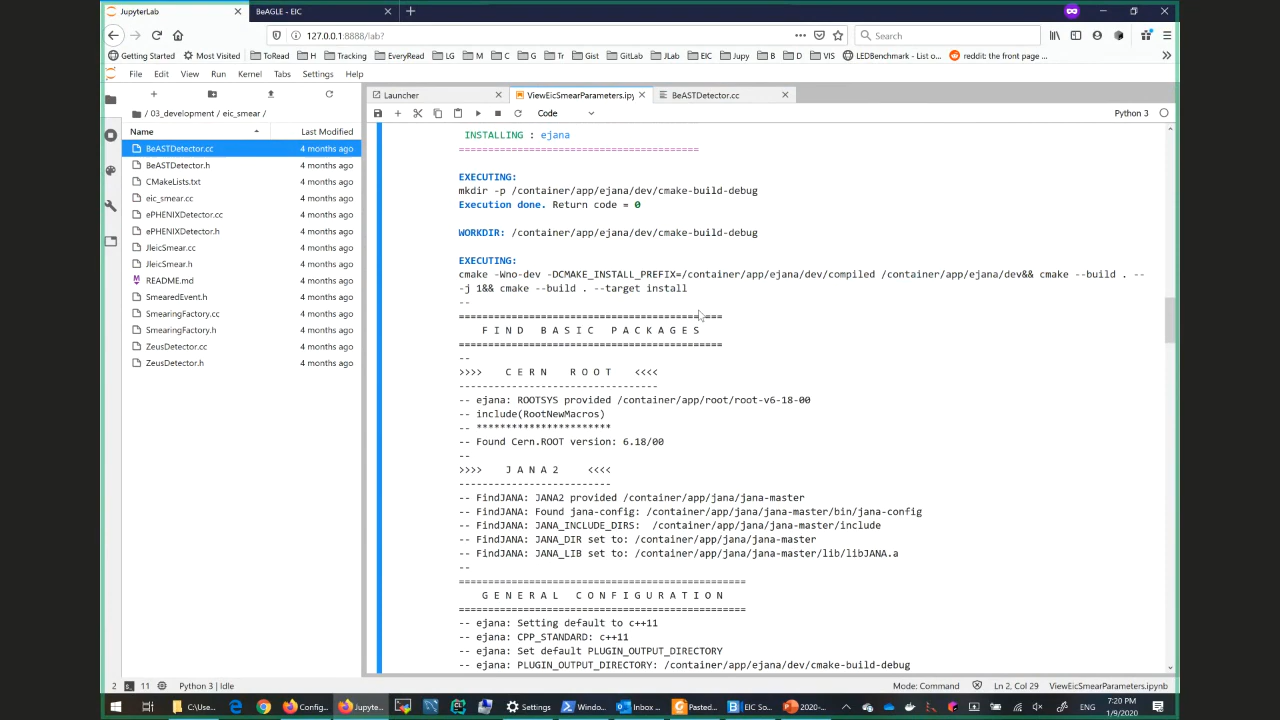 JupyterLab
BeAGLE - EIC
127.0.0.1:8888/lab?
Search
Getting Started
Most Visited
ToRead
H
Tracking
EveryRead
LG
M
C
G
Tr
Gist
GitLab
JLab
EIC
Jupy
B
D
VIS
LEDBenchmark - List o...
reddit: the front page ...
File Edit View Run Kernel Tabs Settings Help
Launcher
ViewEicSmearParameters.ipy
BeASTDetector.cc
/ 03_development / eic_smear /
Code
Python 3
Name Last Modified
BeASTDetector.cc 4 months ago
BeASTDetector.h 4 months ago
CMakeLists.txt 4 months ago
eic_smear.cc 4 months ago
ePHENIXDetector.cc 4 months ago
ePHENIXDetector.h 4 months ago
JleicSmear.cc 4 months ago
JleicSmear.h 4 months ago
README.md 4 months ago
SmearedEvent.h 4 months ago
SmearingFactory.cc 4 months ago
SmearingFactory.h 4 months ago
ZeusDetector.cc 4 months ago
ZeusDetector.h 4 months ago
INSTALLING : ejana
=========================================
EXECUTING:
mkdir -p /container/app/ejana/dev/cmake-build-debug
Execution done. Return code = 0
WORKDIR: /container/app/ejana/dev/cmake-build-debug
EXECUTING:
cmake -Wno-dev -DCMAKE_INSTALL_PREFIX=/container/app/ejana/dev/compiled /container/app/ejana/dev&& cmake --build . --
-j 1&& cmake --build . --target install
--
=============================================
F I N D B A S I C P A C K A G E S
=============================================
--
>>>> C E R N R O O T <<<<
----------------------------------
-- ejana: ROOTSYS provided /container/app/root/root-v6-18-00
-- include(RootNewMacros)
-- ***********************
-- Found Cern.ROOT version: 6.18/00
--
>>>> J A N A 2 <<<<
--------------------------
-- FindJANA: JANA2 provided /container/app/jana/jana-master
-- FindJANA: Found jana-config: /container/app/jana/jana-master/bin/jana-config
-- FindJANA: JANA_INCLUDE_DIRS: /container/app/jana/jana-master/include
-- FindJANA: JANA_DIR set to: /container/app/jana/jana-master
-- FindJANA: JANA_LIB set to: /container/app/jana/jana-master/lib/libJANA.a
--
=================================================
G E N E R A L C O N F I G U R A T I O N
=================================================
-- ejana: Setting default to c++11
-- ejana: CPP_STANDARD: c++11
-- ejana: Set default PLUGIN_OUTPUT_DIRECTORY
-- ejana: PLUGIN_OUTPUT_DIRECTORY: /container/app/ejana/dev/cmake-build-debug
2 11 Python 3 | Idle
Mode: Command Ln 2, Col 29 ViewEicSmearParameters.ipynb
C:\Use...
Config...
Jupyte...
Settings
Windo...
Inbox ...
Pasted...
EIC So...
2020-...
ENG
7:20 PM
1/9/2020